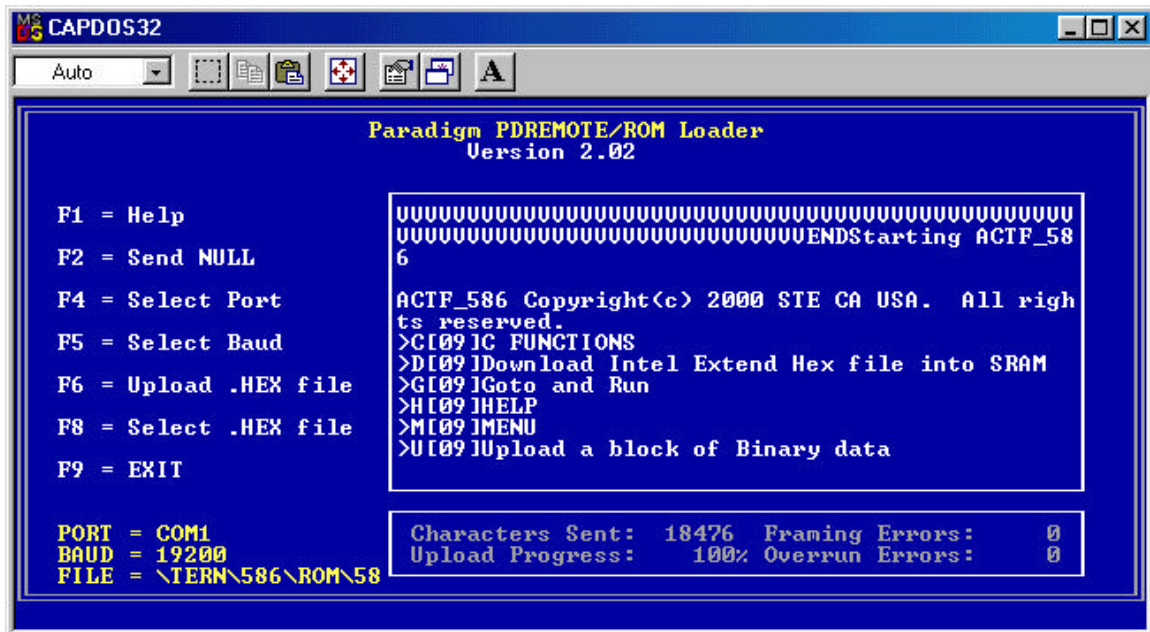 CAPDOS32
Auto
A
Paradigm PDREMOTE/ROM Loader
Version 2.02
F1 = Help
F2 = Send NULL
F4 = Select Port
F5 = Select Baud
F6 = Upload .HEX file
F8 = Select .HEX file
F9 = EXIT
VVVVVVVVVVVVVVVVVVVVVVVVVVVVVVVVVVVVVVVVVVVVVVVV
VVVVVVVVVVVVVVVVVVVVVVVVVVVVVENDStarting ACTF_58
6
ACTF_586 Copyright(c) 2000 STE CA USA.  All righ
ts reserved.
>C[09]C FUNCTIONS
>D[09]Download Intel Extend Hex file into SRAM
>G[09]Goto and Run
>H[09]HELP
>M[09]MENU
>U[09]Upload a block of Binary data
PORT = COM1
BAUD = 19200
FILE = \TERN\586\ROM\58
Characters Sent: 18476 Framing Errors: 0
Upload Progress: 100% Overrun Errors: 0